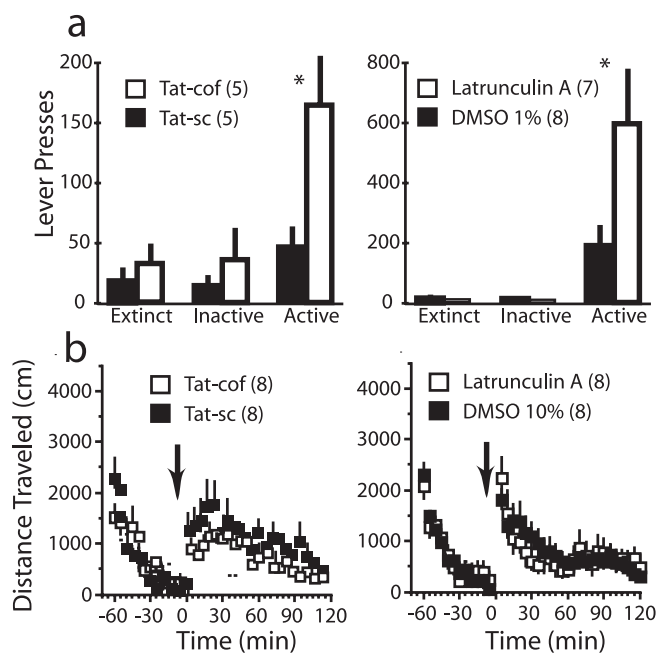 a
Lever Presses
200
150
100
50
0
Tat-cof (5)
Tat-sc (5)
*
Extinct Inactive Active
800
600
400
200
0
Latrunculin A (7)
DMSO 1% (8)
*
Extinct Inactive Active
b
Distance Traveled (cm)
4000
3000
2000
1000
0
Tat-cof (8)
Tat-sc (8)
-60 -30 0 30 60 90 114
Time (min)
4000
3000
2000
1000
0
Latrunculin A (8)
DMSO 10% (8)
-60 -30 0 30 60 90 120
Time (min)